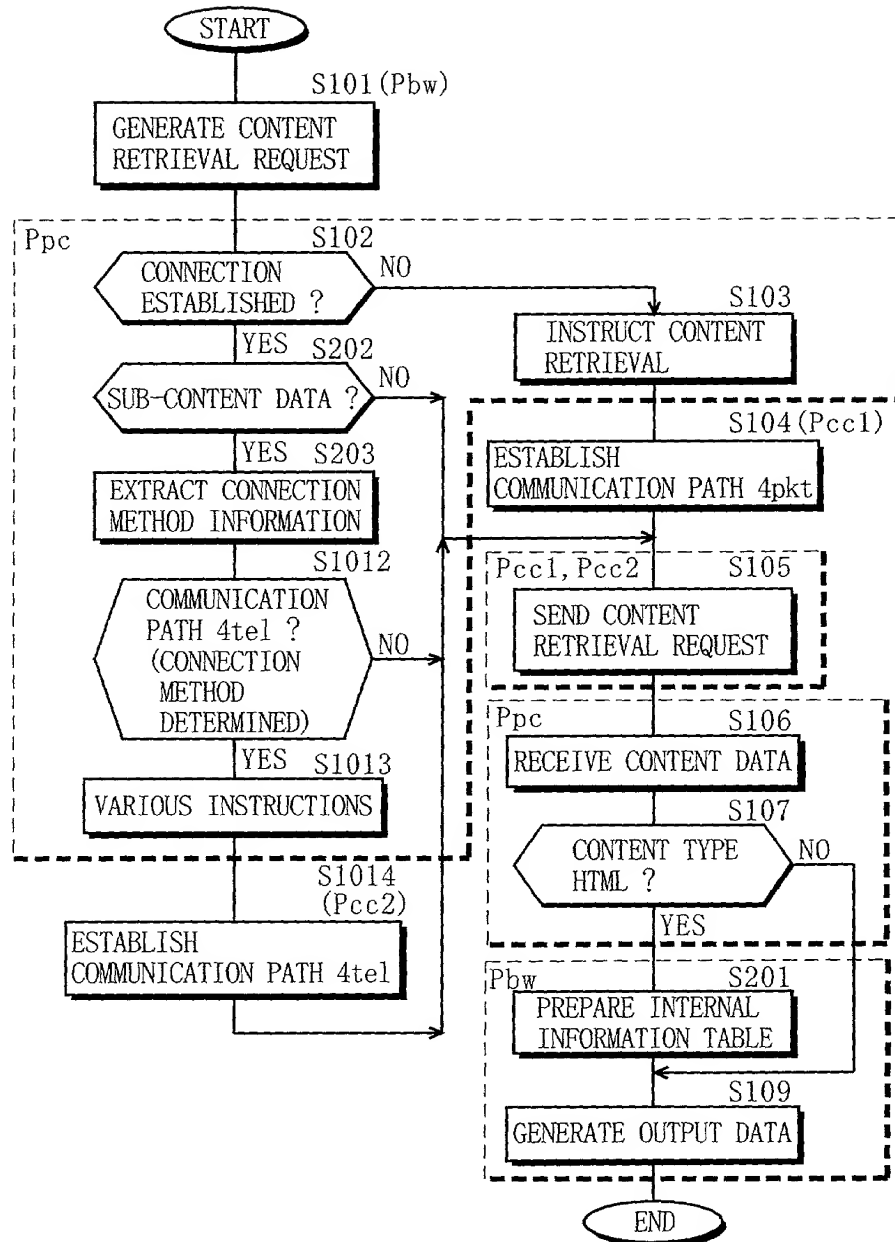 START
S101(Pbw)
GENERATE CONTENT
RETRIEVAL REQUEST
Ppc
S102
CONNECTION
ESTABLISHED ?
NO
YES
S103
INSTRUCT CONTENT
RETRIEVAL
S202
SUB-CONTENT DATA ?
NO
YES
S203
EXTRACT CONNECTION
METHOD INFORMATION
S1012
COMMUNICATION
PATH 4tel ?
(CONNECTION
METHOD
DETERMINED)
NO
YES
S1013
VARIOUS INSTRUCTIONS
S1014
(Pcc2)
ESTABLISH
COMMUNICATION PATH 4tel
S104(Pcc1)
ESTABLISH
COMMUNICATION PATH 4pkt
Pcc1, Pcc2
S105
SEND CONTENT
RETRIEVAL REQUEST
Ppc
S106
RECEIVE CONTENT DATA
S107
CONTENT TYPE
HTML ?
NO
YES
Pbw
S201
PREPARE INTERNAL
INFORMATION TABLE
S109
GENERATE OUTPUT DATA
END